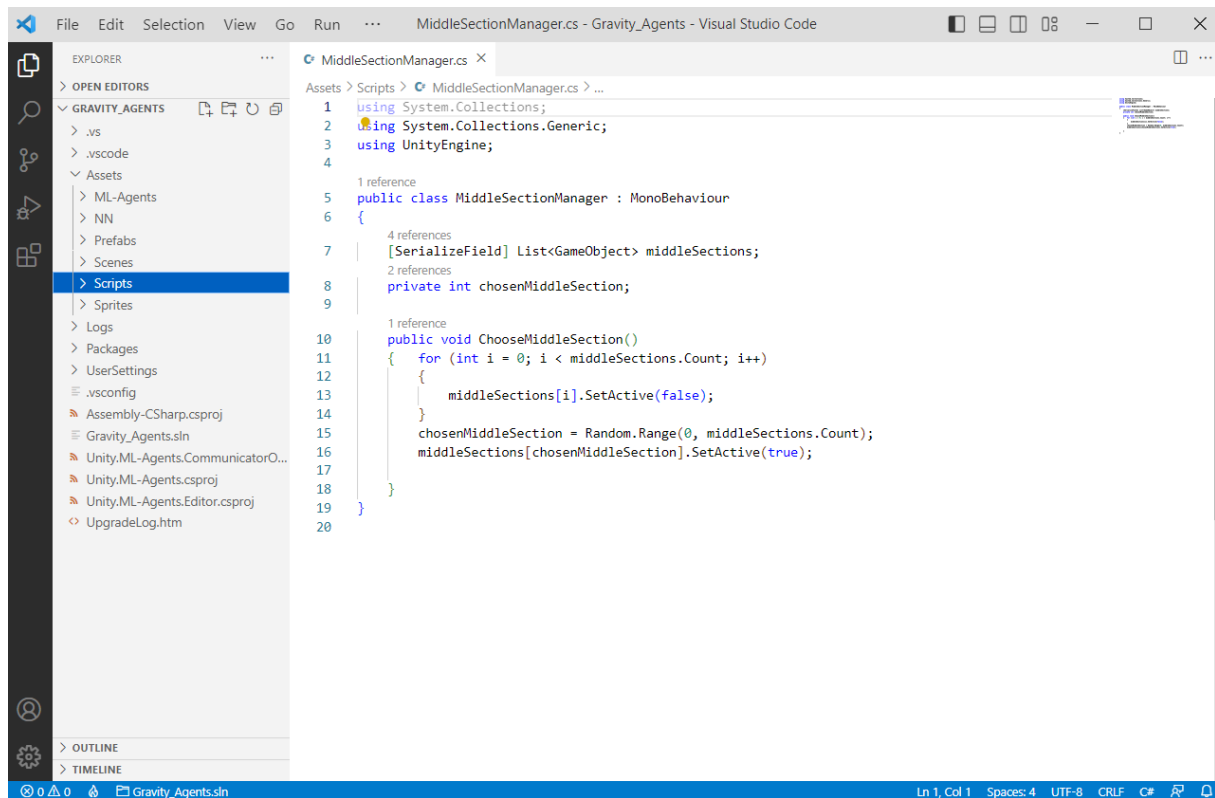 File Edit Selection View Go Run ··· MiddleSectionManager.cs - Gravity_Agents - Visual Studio Code
EXPLORER ···
OPEN EDITORS
GRAVITY_AGENTS
.vs
.vscode
Assets
ML-Agents
NN
Prefabs
Scenes
Scripts
Sprites
Logs
Packages
UserSettings
.vsconfig
Assembly-CSharp.csproj
Gravity_Agents.sln
Unity.ML-Agents.CommunicatorO...
Unity.ML-Agents.csproj
Unity.ML-Agents.Editor.csproj
UpgradeLog.htm
OUTLINE
TIMELINE
C# MiddleSectionManager.cs
Assets > Scripts > C# MiddleSectionManager.cs > ...
1 using System.Collections;
2 using System.Collections.Generic;
3 using UnityEngine;
4
1 reference
5 public class MiddleSectionManager : MonoBehaviour
6 {
4 references
7 [SerializeField] List<GameObject> middleSections;
2 references
8 private int chosenMiddleSection;
9
1 reference
10 public void ChooseMiddleSection()
11 { for (int i = 0; i < middleSections.Count; i++)
12 {
13 middleSections[i].SetActive(false);
14 }
15 chosenMiddleSection = Random.Range(0, middleSections.Count);
16 middleSections[chosenMiddleSection].SetActive(true);
17
18 }
19 }
20
0 0 Gravity_Agents.sln Ln 1, Col 1 Spaces: 4 UTF-8 CRLF C#